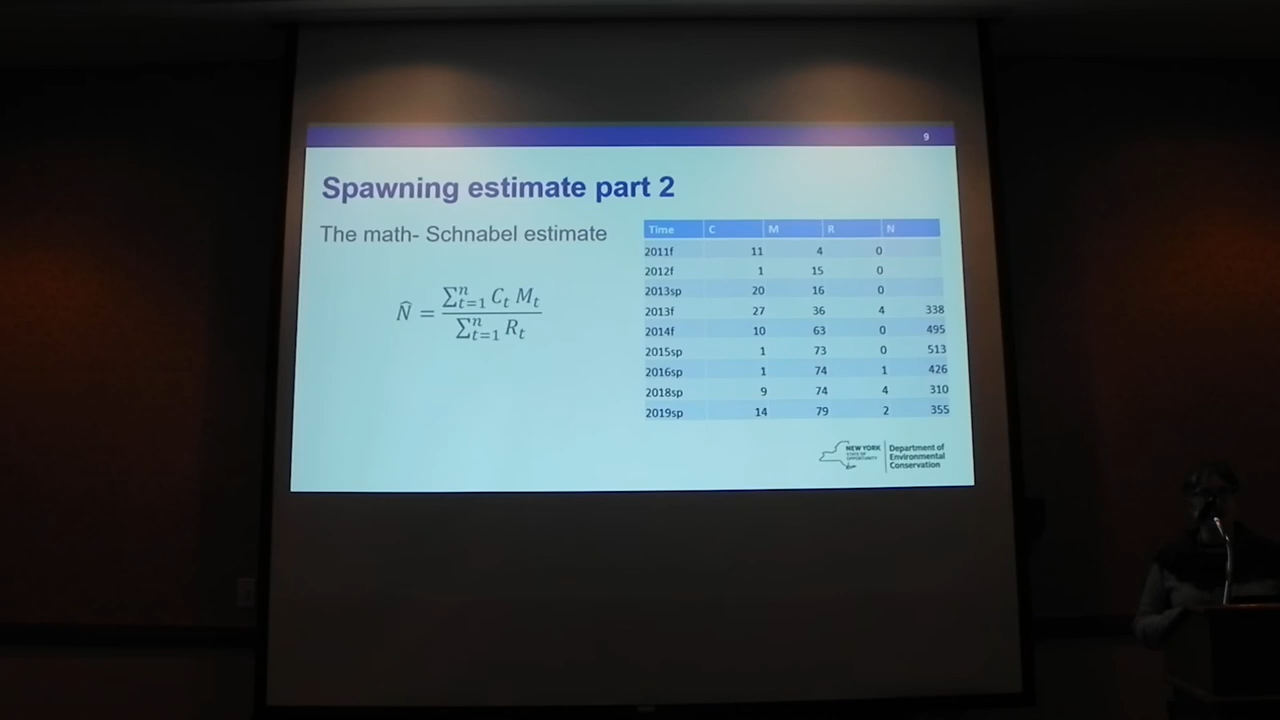 9
Spawning estimate part 2
The math- Schnabel estimate
N̂ = ∑ⁿₜ₌₁ Cₜ Mₜ / ∑ⁿₜ₌₁ Rₜ
Time C M R N
2011f 11 4 0
2012f 1 15 0
2013sp 20 16 0
2013f 27 36 4 338
2014f 10 63 0 495
2015sp 1 73 0 513
2016sp 1 74 1 426
2018sp 9 74 4 310
2019sp 14 79 2 355
NEW YORK
STATE OF
OPPORTUNITY
Department of
Environmental
Conservation